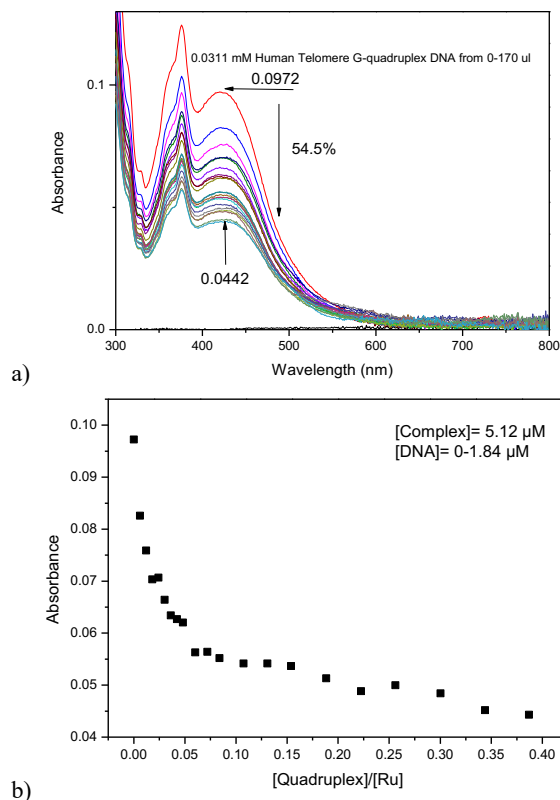 0.0311 mM Human Telomere G-quadruplex DNA from 0-170 ul
0.1
0.0972
54.5%
Absorbance
0.0442
0.0
300 400 500 600 700 800
Wavelength (nm)
a)
0.10
[Complex]= 5.12 µM
[DNA]= 0-1.84 µM
0.09
0.08
Absorbance
0.07
0.06
0.05
0.04
0.00 0.05 0.10 0.15 0.20 0.25 0.30 0.35 0.40
[Quadruplex]/[Ru]
b)